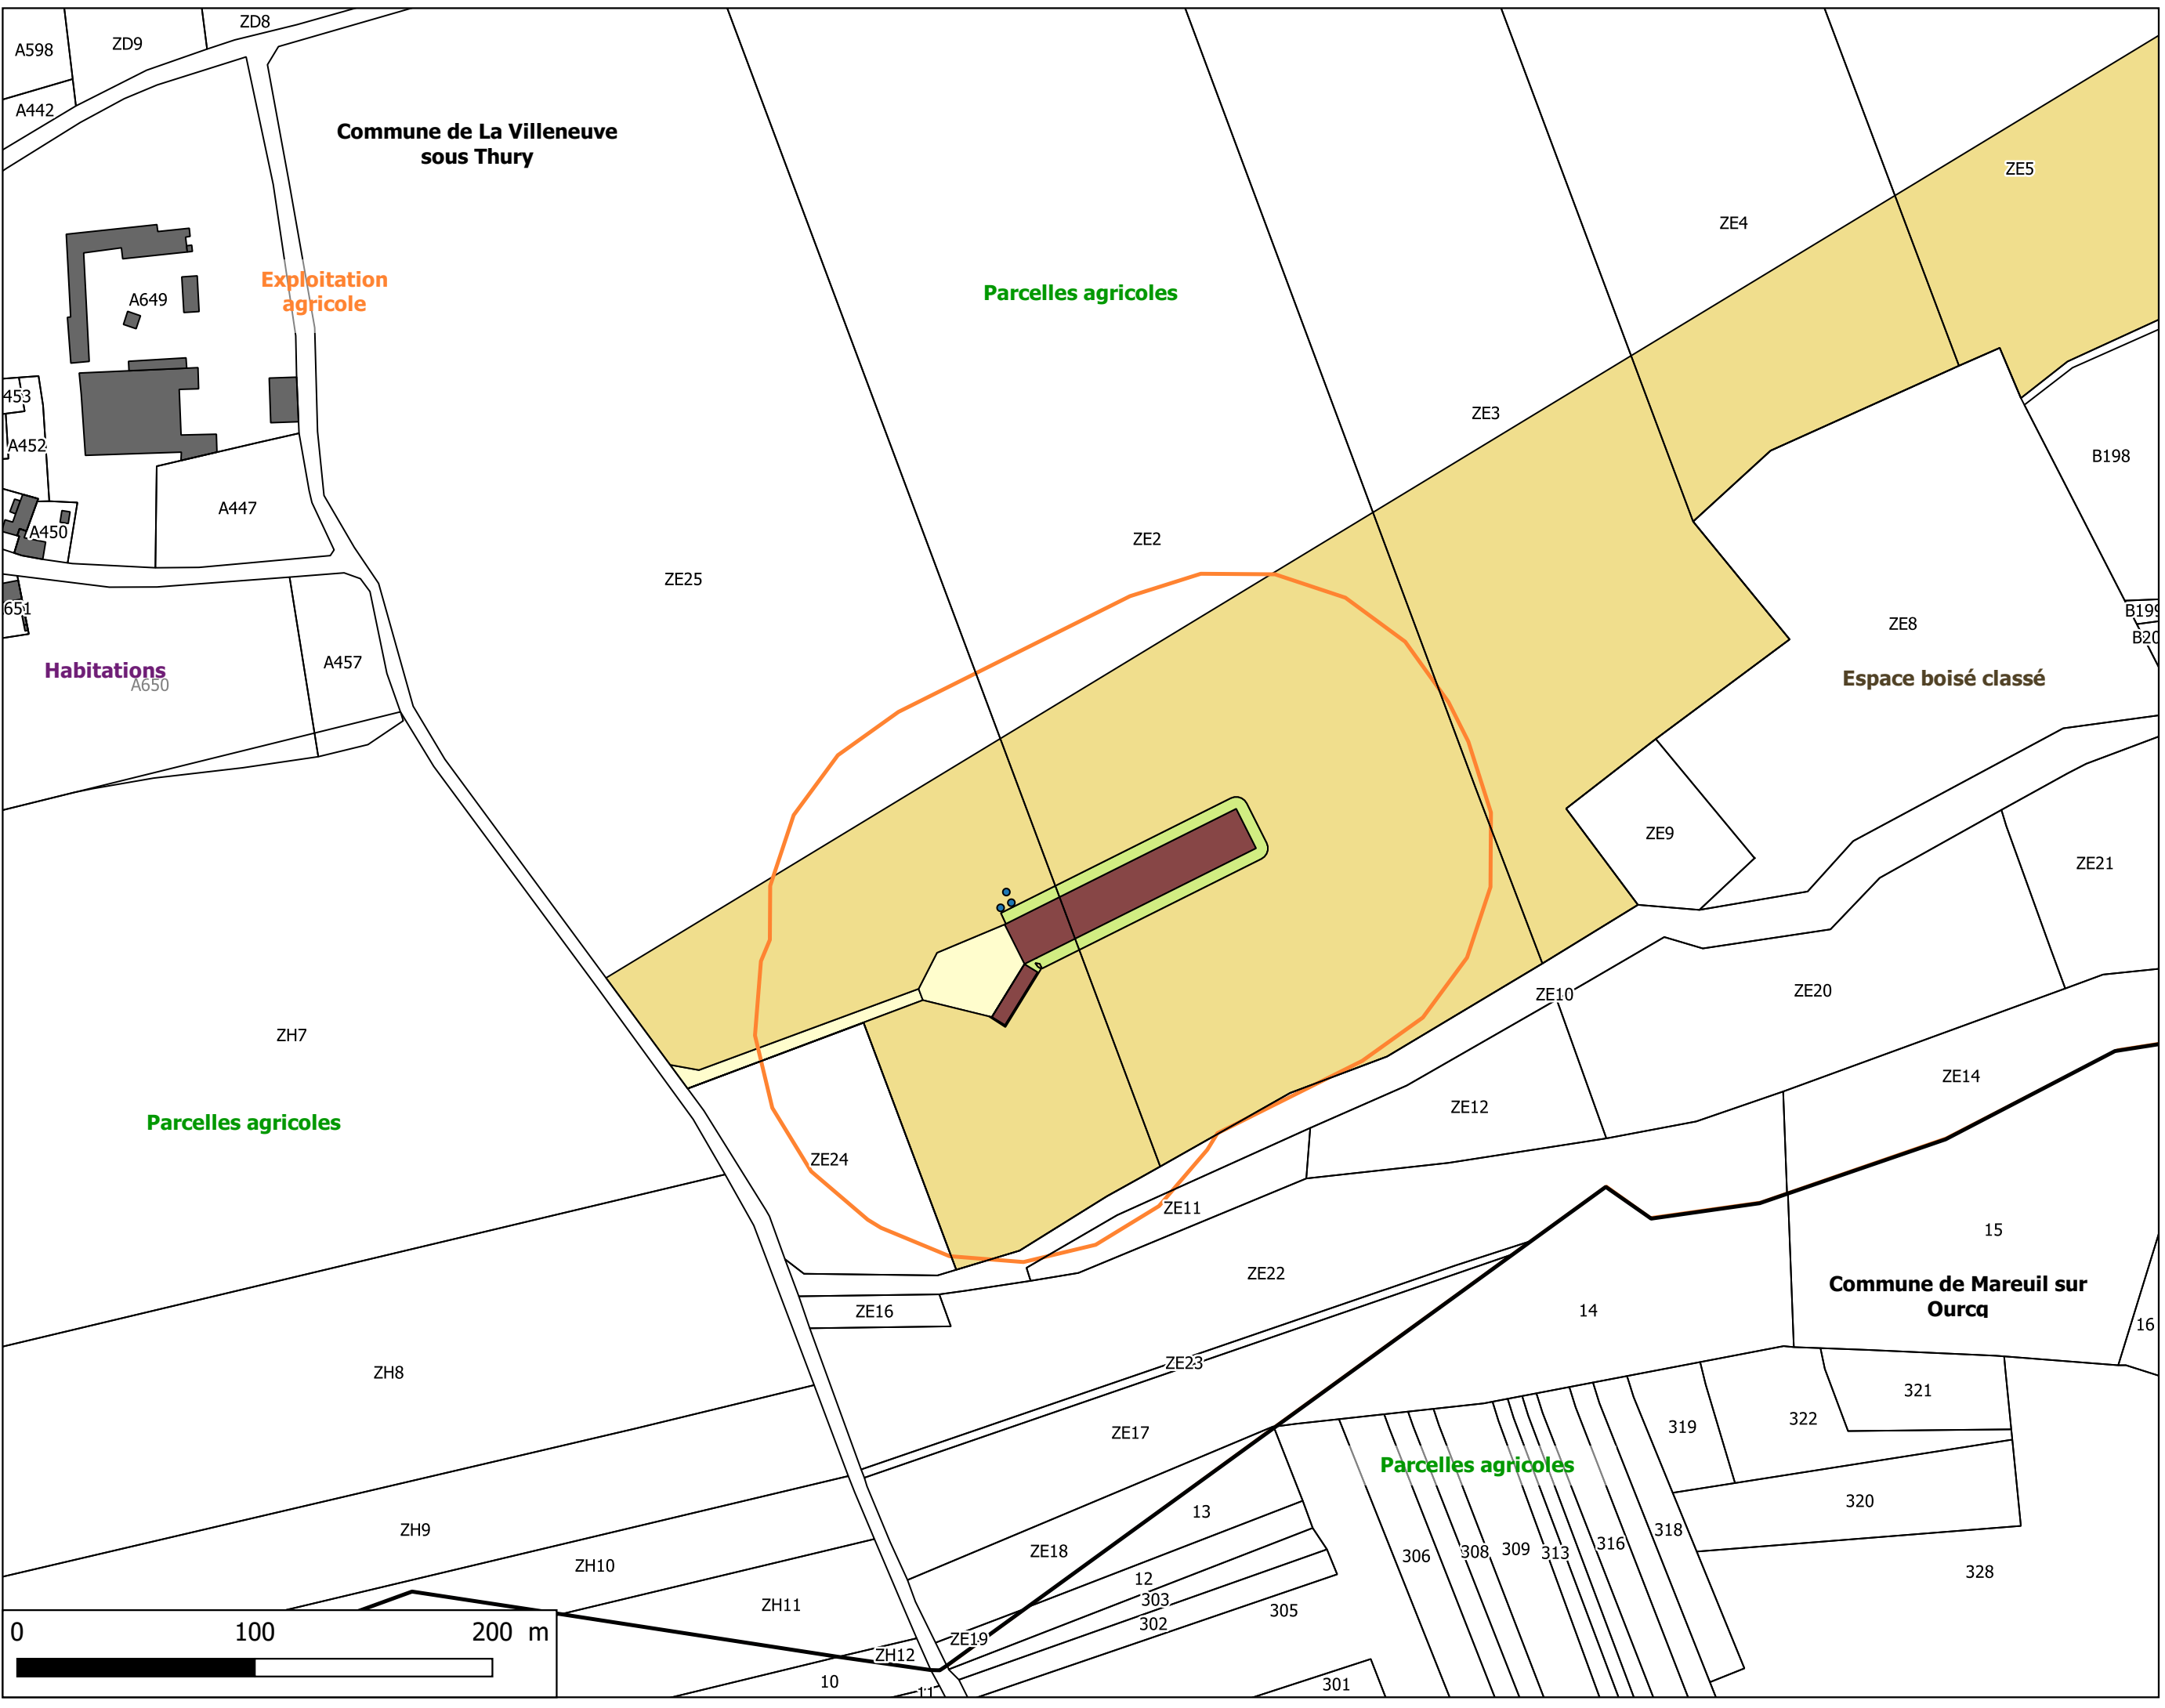 ZD8
A598
ZD9
A442
Commune de La Villeneuve
sous Thury
ZE5
ZE4
Exploitation
agricole
Parcelles agricoles
A649
453
ZE3
A452
B198
A447
A450
ZE2
ZE25
651
B199
ZE8
B20
A457
Habitations
A650
Espace boisé classé
ZE9
ZE21
ZE20
ZE10
ZH7
ZE14
ZE12
Parcelles agricoles
ZE24
ZE11
15
ZE22
Commune de Mareuil sur
Ourcq
ZE16
14
16
ZE23
ZH8
321
322
319
ZE17
Parcelles agricoles
320
13
ZH9
318
316
309
313
308
306
ZE18
ZH10
328
12
303
ZH11
305
302
0 100 200 m
ZE19
ZH12
10
301
11